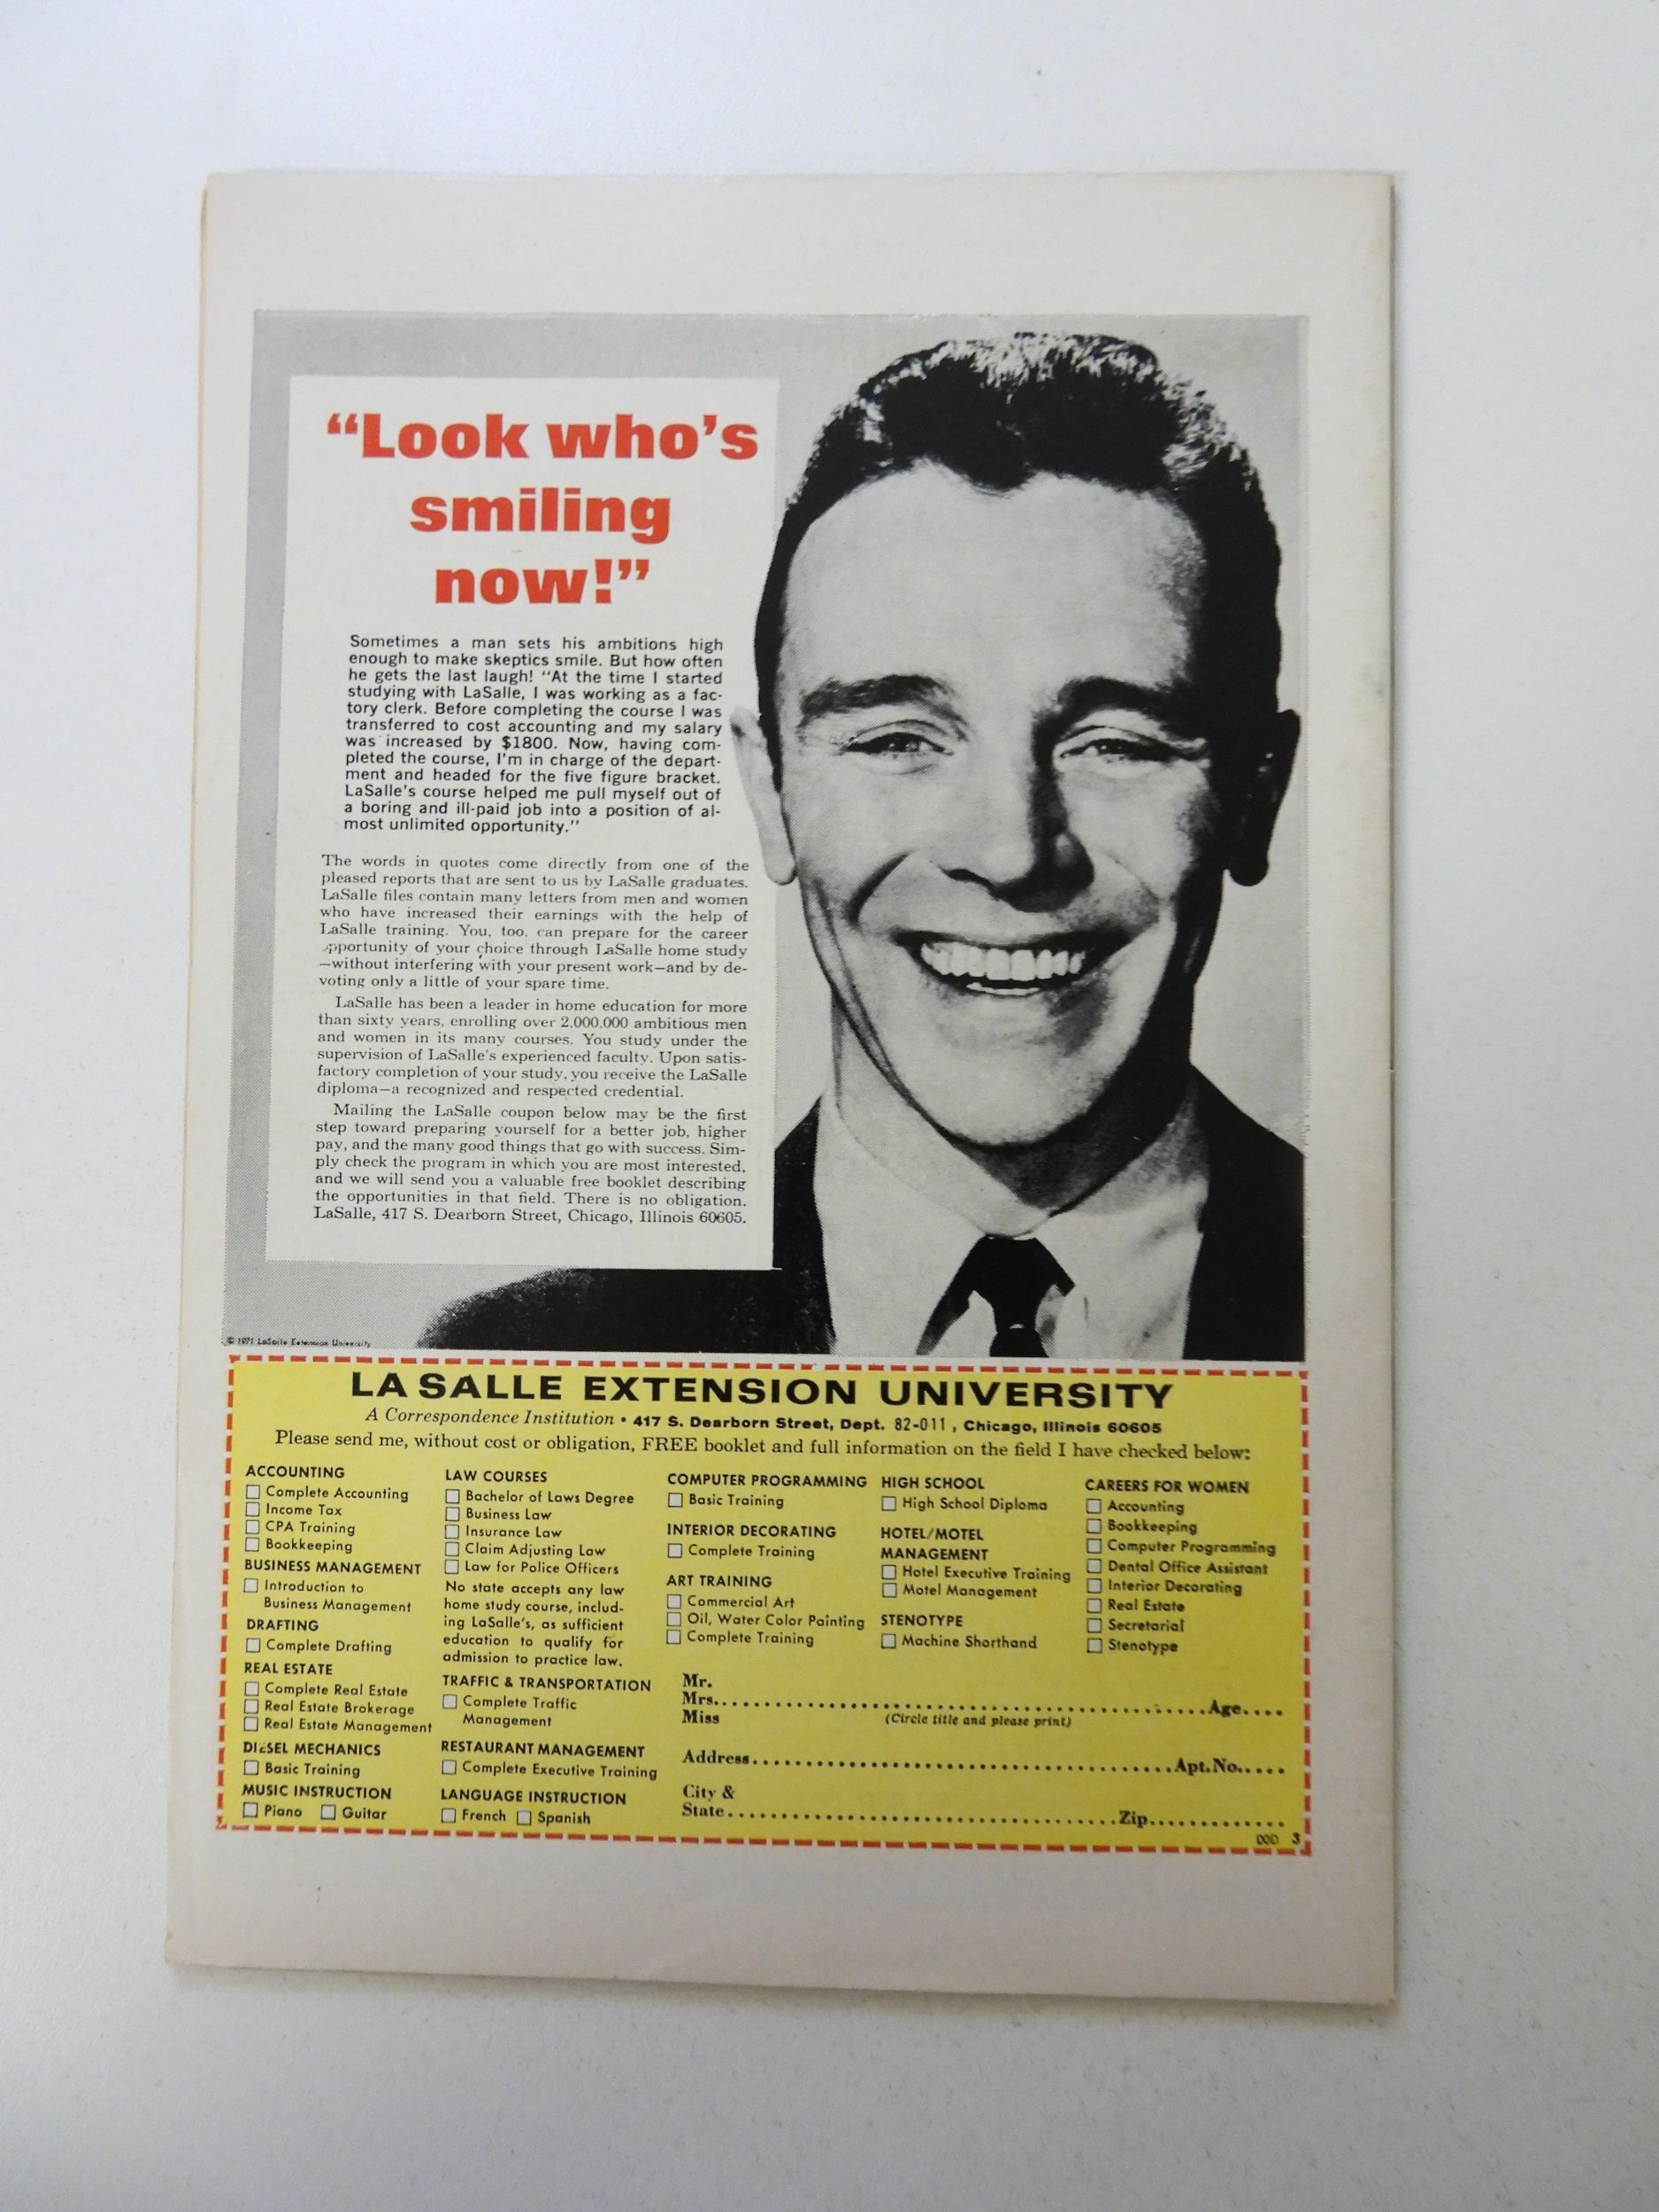 “Look who’s
smiling
now!”
Sometimes a man sets his ambitions high
enough to make skeptics smile. But how often
he gets the last laugh! “At the time I started
studying with LaSalle, I was working as a fac-
tory clerk. Before completing the course I was
transferred to cost accounting and my salary
was increased by $1800. Now, having com-
pleted the course, I’m in charge of the depart-
ment and headed for the five figure bracket.
LaSalle’s course helped me pull myself out of
a boring and ill-paid job into a position of al-
most unlimited opportunity.”
The words in quotes come directly from one of the
pleased reports that are sent to us by LaSalle graduates.
LaSalle files contain many letters from men and women
who have increased their earnings with the help of
LaSalle training. You, too, can prepare for the career
opportunity of your choice through LaSalle home study
—without interfering with your present work—and by de-
voting only a little of your spare time.
LaSalle has been a leader in home education for more
than sixty years, enrolling over 2,000,000 ambitious men
and women in its many courses. You study under the
supervision of LaSalle’s experienced faculty. Upon satis-
factory completion of your study, you receive the LaSalle
diploma—a recognized and respected credential.
Mailing the LaSalle coupon below may be the first
step toward preparing yourself for a better job, higher
pay, and the many good things that go with success. Sim-
ply check the program in which you are most interested,
and we will send you a valuable free booklet describing
the opportunities in that field. There is no obligation.
LaSalle, 417 S. Dearborn Street, Chicago, Illinois 60605.
© 1971 LaSalle Extension University
LA SALLE EXTENSION UNIVERSITY
A Correspondence Institution • 417 S. Dearborn Street, Dept. 82-011, Chicago, Illinois 60605
Please send me, without cost or obligation, FREE booklet and full information on the field I have checked below:
ACCOUNTING
Complete Accounting
Income Tax
CPA Training
Bookkeeping
BUSINESS MANAGEMENT
Introduction to
Business Management
DRAFTING
Complete Drafting
REAL ESTATE
Complete Real Estate
Real Estate Brokerage
Real Estate Management
DIESEL MECHANICS
Basic Training
MUSIC INSTRUCTION
Piano Guitar
LAW COURSES
Bachelor of Laws Degree
Business Law
Insurance Law
Claim Adjusting Law
Law for Police Officers
No state accepts any law
home study course, includ-
ing LaSalle’s, as sufficient
education to qualify for
admission to practice law.
TRAFFIC & TRANSPORTATION
Complete Traffic
Management
RESTAURANT MANAGEMENT
Complete Executive Training
LANGUAGE INSTRUCTION
French Spanish
COMPUTER PROGRAMMING
Basic Training
INTERIOR DECORATING
Complete Training
ART TRAINING
Commercial Art
Oil, Water Color Painting
Complete Training
HIGH SCHOOL
High School Diploma
HOTEL/MOTEL
MANAGEMENT
Hotel Executive Training
Motel Management
STENOTYPE
Machine Shorthand
CAREERS FOR WOMEN
Accounting
Bookkeeping
Computer Programming
Dental Office Assistant
Interior Decorating
Real Estate
Secretarial
Stenotype
Mr.
Mrs. Age
Miss (Circle title and please print)
Address Apt. No.
City &
State Zip
000 3